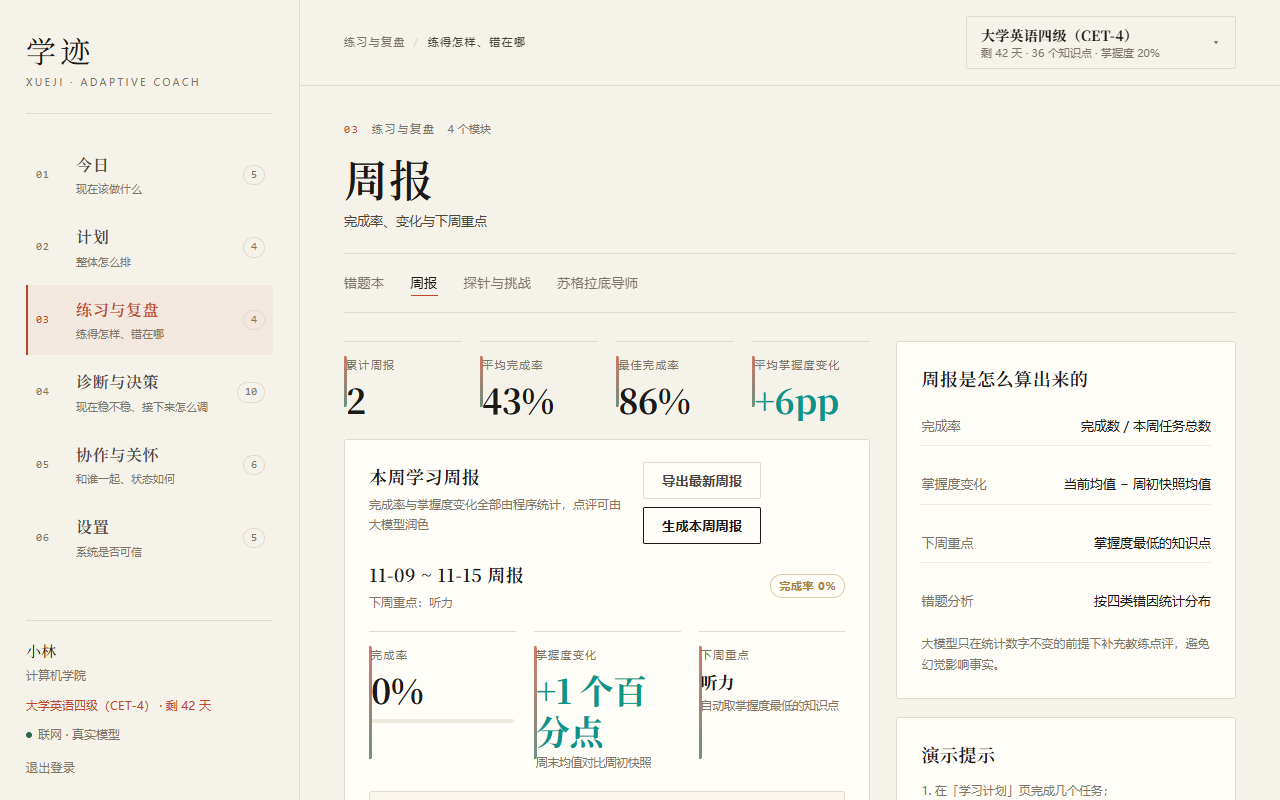 学迹
XUEJI · ADAPTIVE COACH
01 今日 5
现在该做什么
02 计划 4
整体怎么排
03 练习与复盘 4
练得怎样、错在哪
04 诊断与决策 10
现在稳不稳、接下来怎么调
05 协作与关怀 6
和谁一起、状态如何
06 设置 5
系统是否可信
小林
计算机学院
大学英语四级（CET-4） · 剩 42 天
联网 · 真实模型
退出登录
练习与复盘 / 练得怎样、错在哪
大学英语四级（CET-4）
剩 42 天 · 36 个知识点 · 掌握度 20%
03 练习与复盘 4 个模块
周报
完成率、变化与下周重点
错题本 周报 探针与挑战 苏格拉底导师
累计周报
2
平均完成率
43%
最佳完成率
86%
平均掌握度变化
+6pp
本周学习周报
完成率与掌握度变化全部由程序统计，点评可由
大模型润色
导出最新周报
生成本周周报
11-09 ~ 11-15 周报
下周重点：听力
完成率 0%
完成率
0%
掌握度变化
+1 个百
分点
周末均值对比周初快照
下周重点
听力
自动取掌握度最低的知识点
周报是怎么算出来的
完成率 完成数 / 本周任务总数
掌握度变化 当前均值 − 周初快照均值
下周重点 掌握度最低的知识点
错题分析 按四类错因统计分布
大模型只在统计数字不变的前提下补充教练点评，避免
幻觉影响事实。
演示提示
1. 在「学习计划」页完成几个任务；